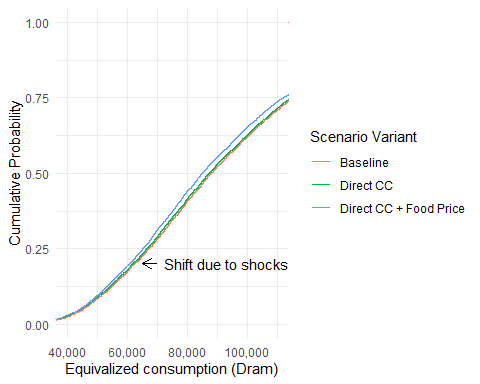 1.00
0.75
0.50
0.25
0.00
Cumulative Probability
Shift due to shocks
40,000 60,000 80,000 100,000
Equivalized consumption (Dram)
Scenario Variant
Baseline
Direct CC
Direct CC + Food Price